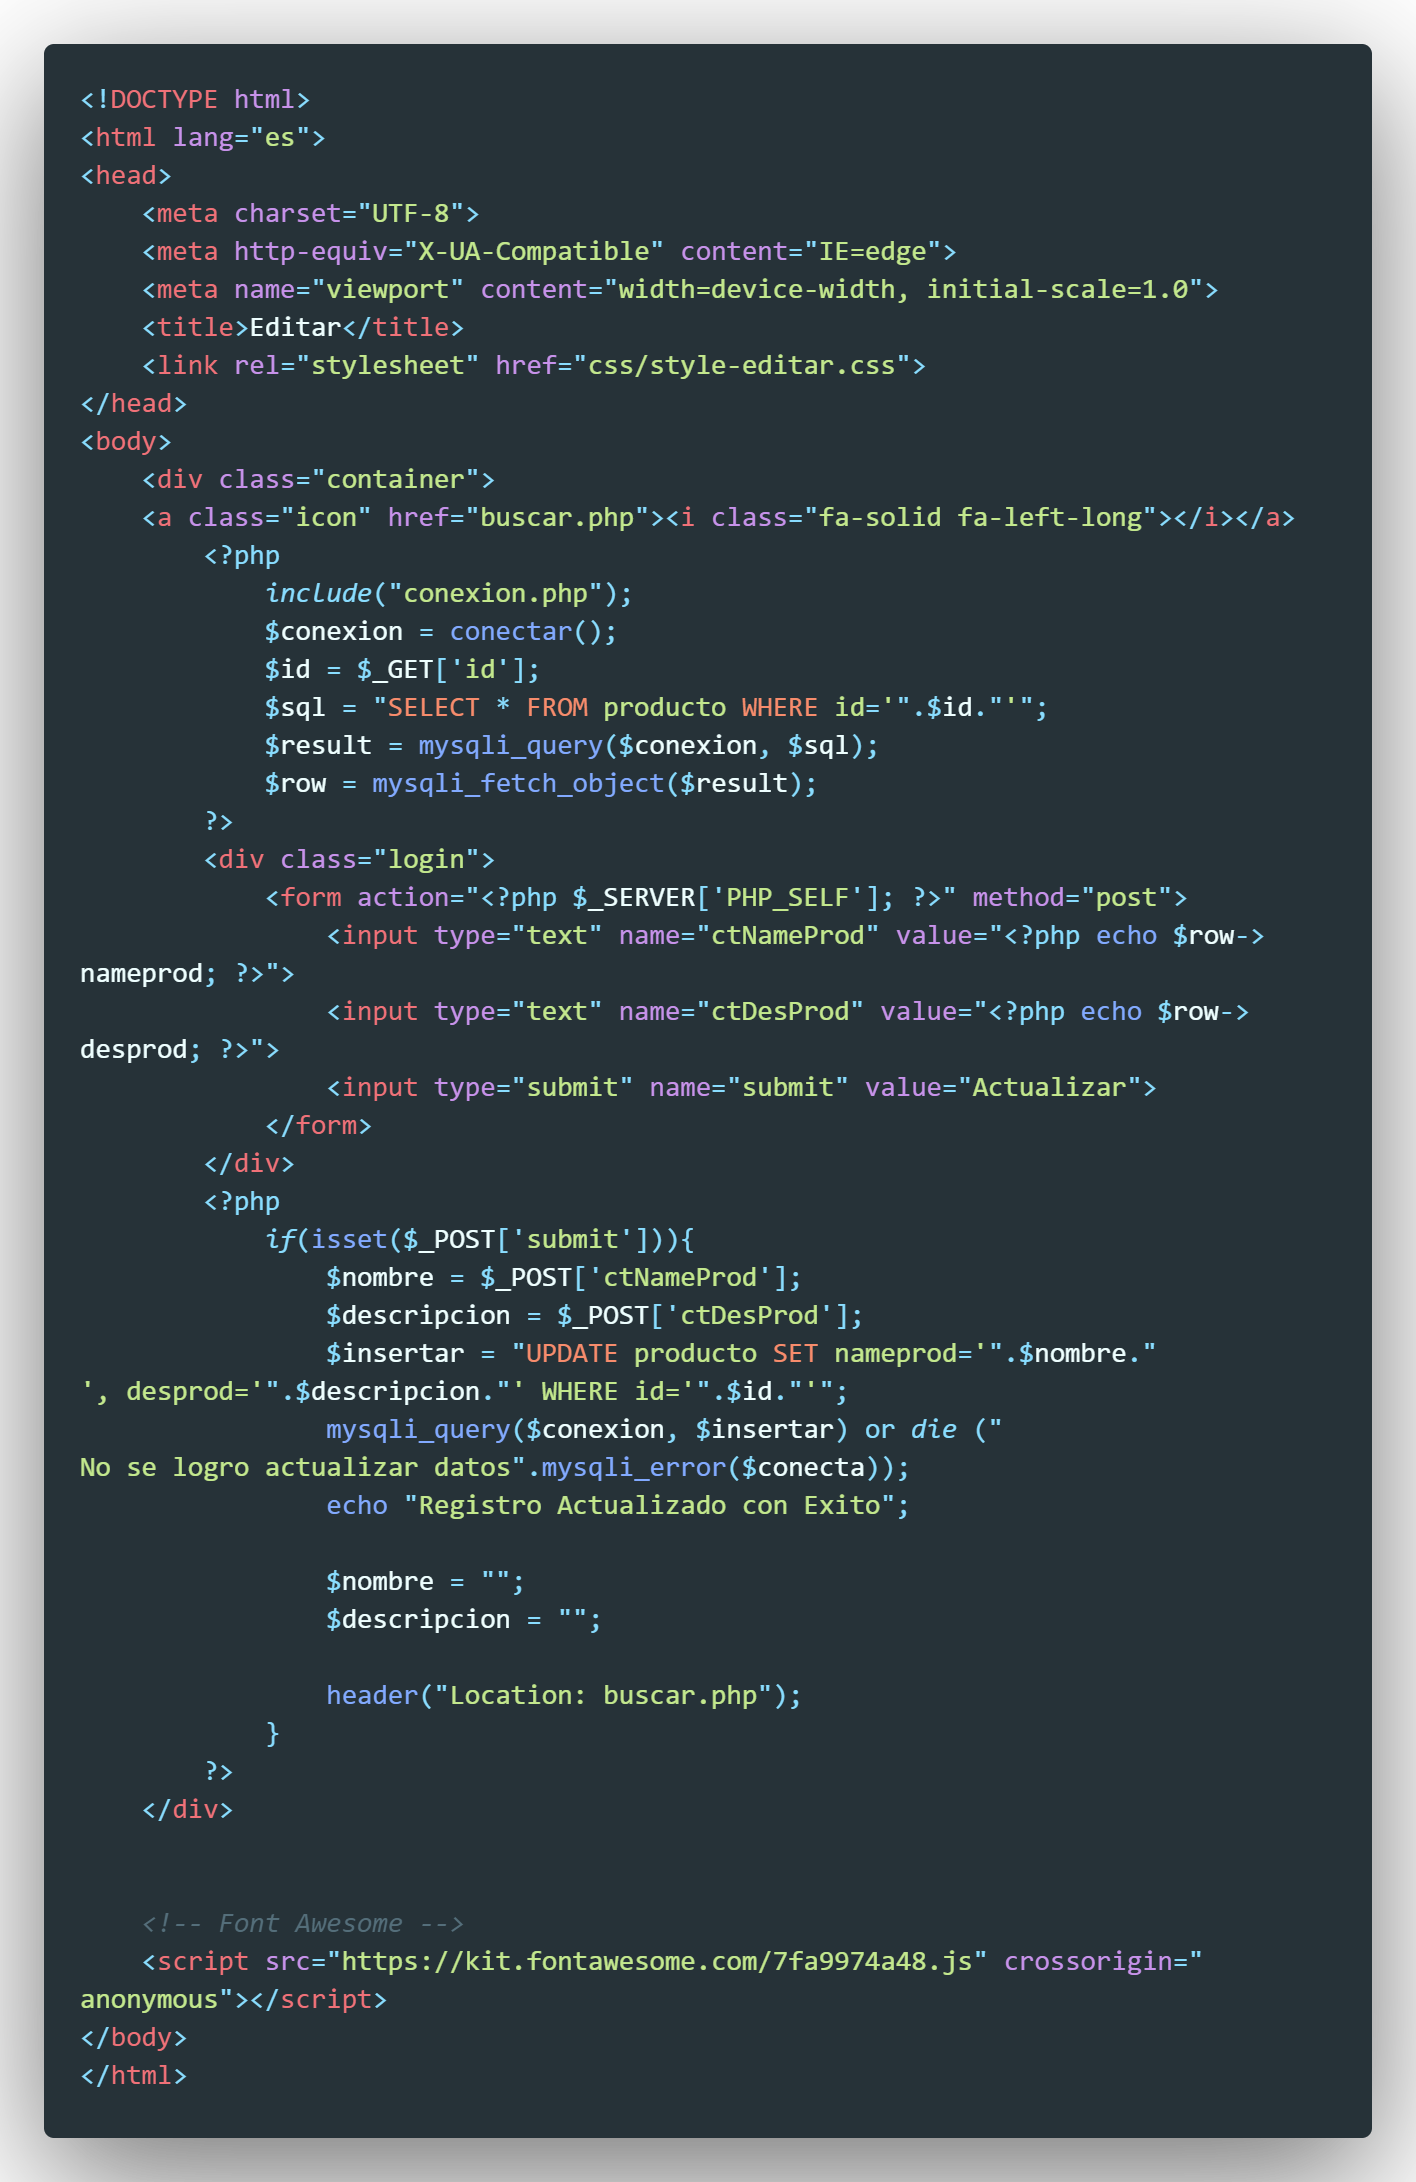 <!DOCTYPE html>
<html lang="es">
<head>
    <meta charset="UTF-8">
    <meta http-equiv="X-UA-Compatible" content="IE=edge">
    <meta name="viewport" content="width=device-width, initial-scale=1.0">
    <title>Editar</title>
    <link rel="stylesheet" href="css/style-editar.css">
</head>
<body>
    <div class="container">
    <a class="icon" href="buscar.php"><i class="fa-solid fa-left-long"></i></a>
        <?php
            include("conexion.php");
            $conexion = conectar();
            $id = $_GET['id'];
            $sql = "SELECT * FROM producto WHERE id='".$id."'";
            $result = mysqli_query($conexion, $sql);
            $row = mysqli_fetch_object($result);
        ?>
        <div class="login">
            <form action="<?php $_SERVER['PHP_SELF']; ?>" method="post">
                <input type="text" name="ctNameProd" value="<?php echo $row->
nameprod; ?>">
                <input type="text" name="ctDesProd" value="<?php echo $row->
desprod; ?>">
                <input type="submit" name="submit" value="Actualizar">
            </form>
        </div>
        <?php
            if(isset($_POST['submit'])){
                $nombre = $_POST['ctNameProd'];
                $descripcion = $_POST['ctDesProd'];
                $insertar = "UPDATE producto SET nameprod='".$nombre."
', desprod='".$descripcion."' WHERE id='".$id."'";
                mysqli_query($conexion, $insertar) or die ("
No se logro actualizar datos".mysqli_error($conecta));
                echo "Registro Actualizado con Exito";

                $nombre = "";
                $descripcion = "";

                header("Location: buscar.php");
            }
        ?>
    </div>


    <!-- Font Awesome -->
    <script src="https://kit.fontawesome.com/7fa9974a48.js" crossorigin="
anonymous"></script>
</body>
</html>